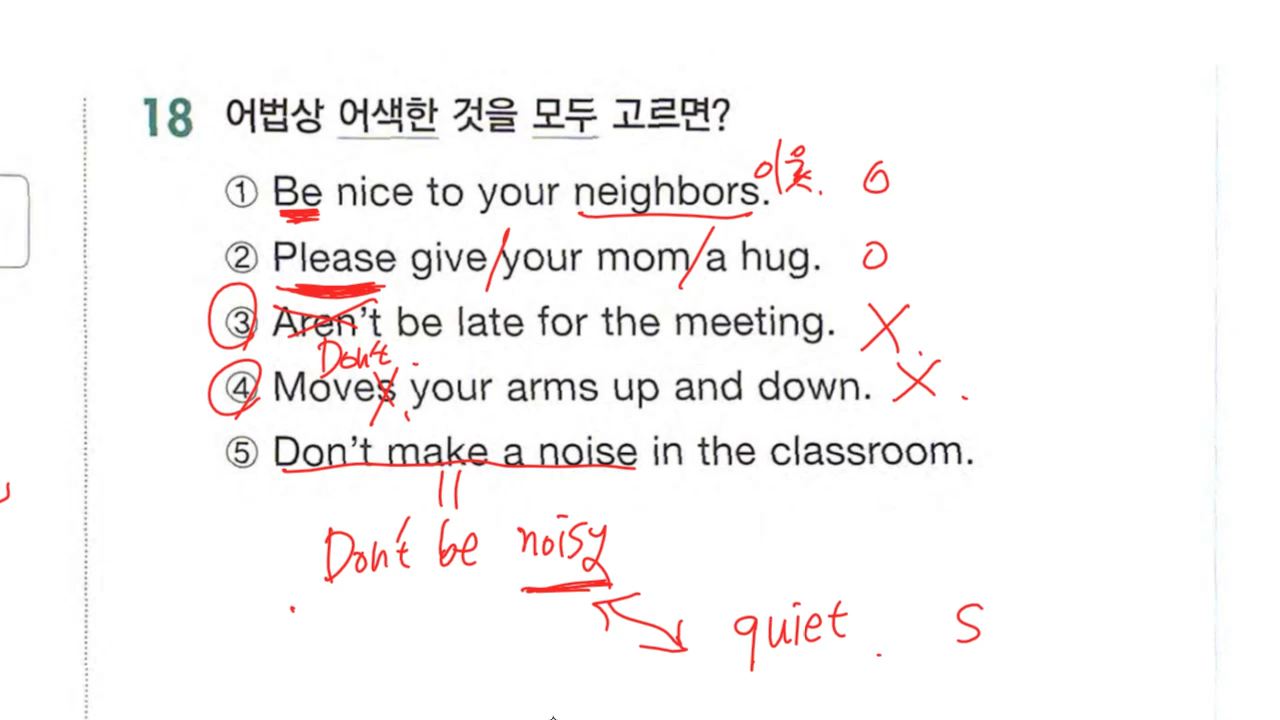 18 어법상 어색한 것을 모두 고르면?
① Be nice to your neighbors. 이웃. O
② Please give / your mom / a hug. O
③ Aren't be late for the meeting. X
Don't
④ Moves your arms up and down. X
⑤ Don't make a noise in the classroom.
Don't be noisy
quiet. S